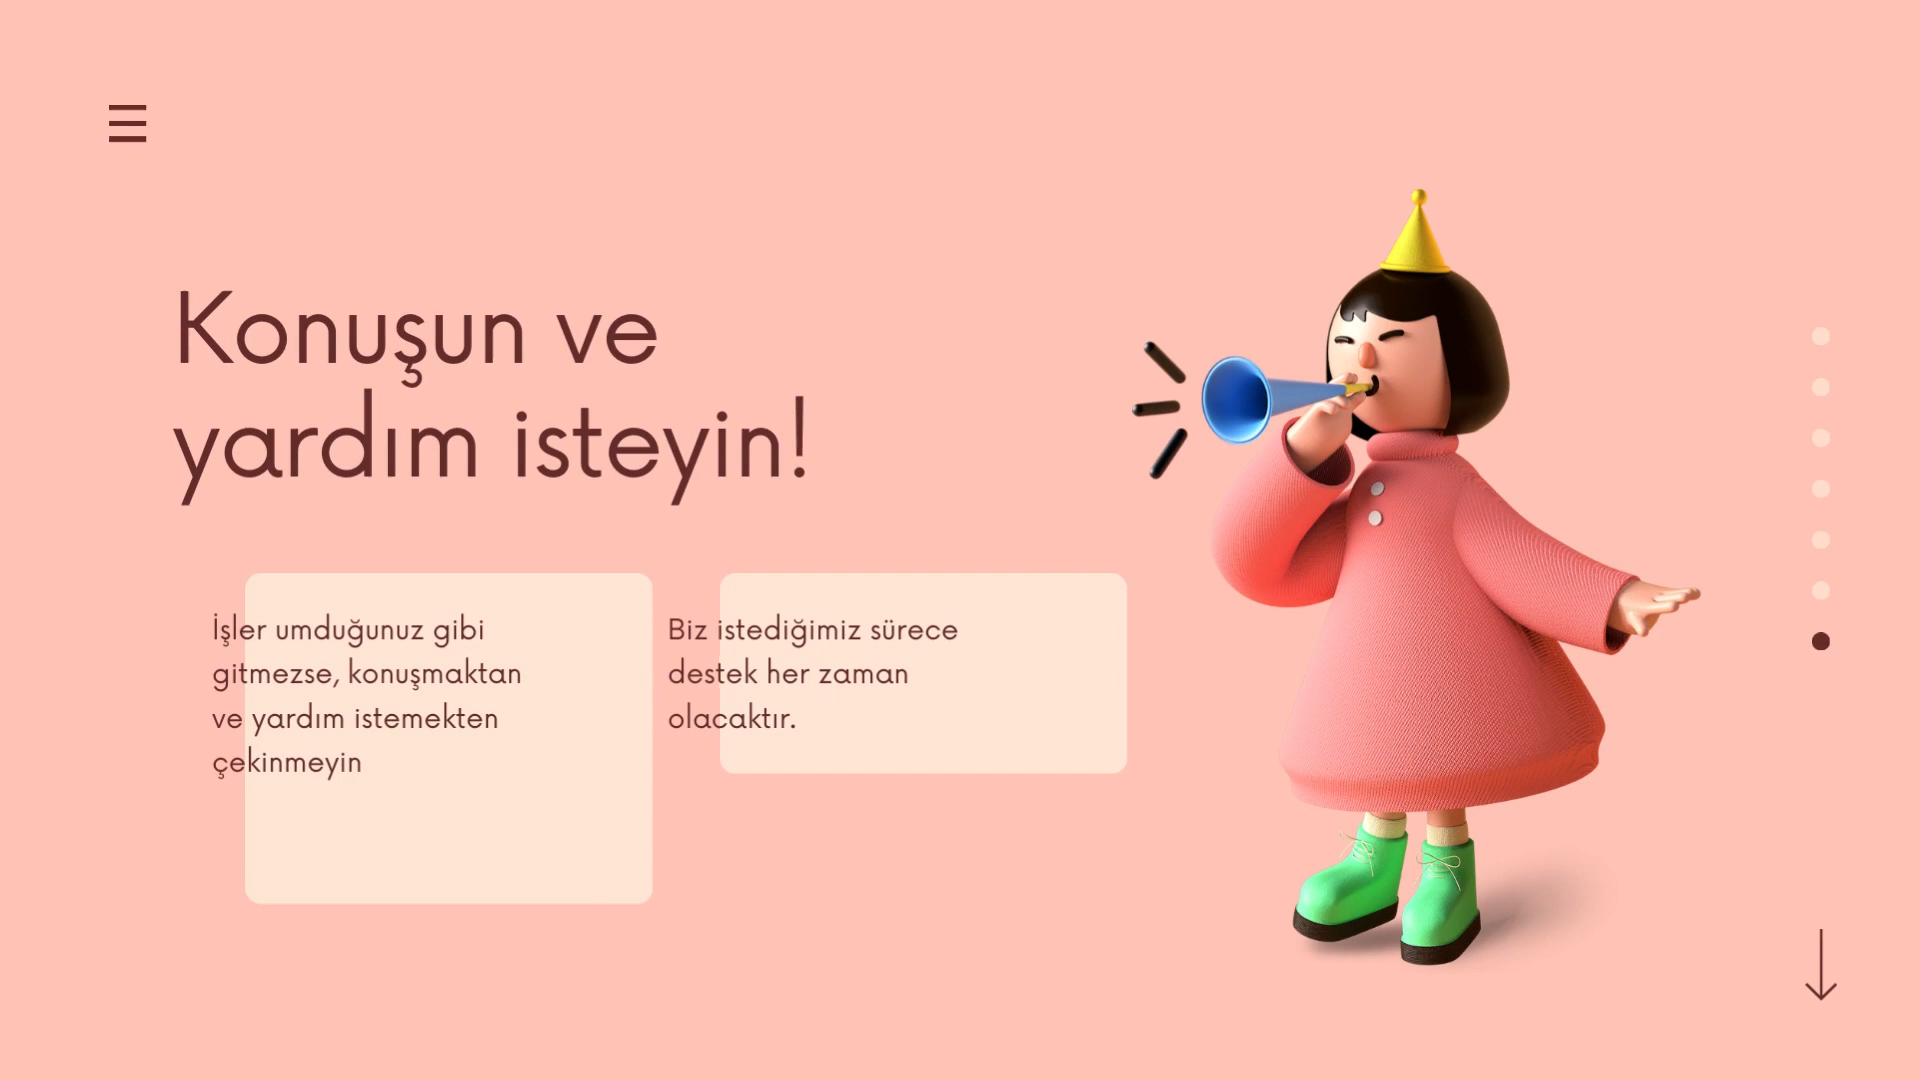 Konuşun ve
yardım isteyin!
İşler umduğunuz gibi
gitmezse, konuşmaktan
ve yardım istemekten
çekinmeyin
Biz istediğimiz sürece
destek her zaman
olacaktır.